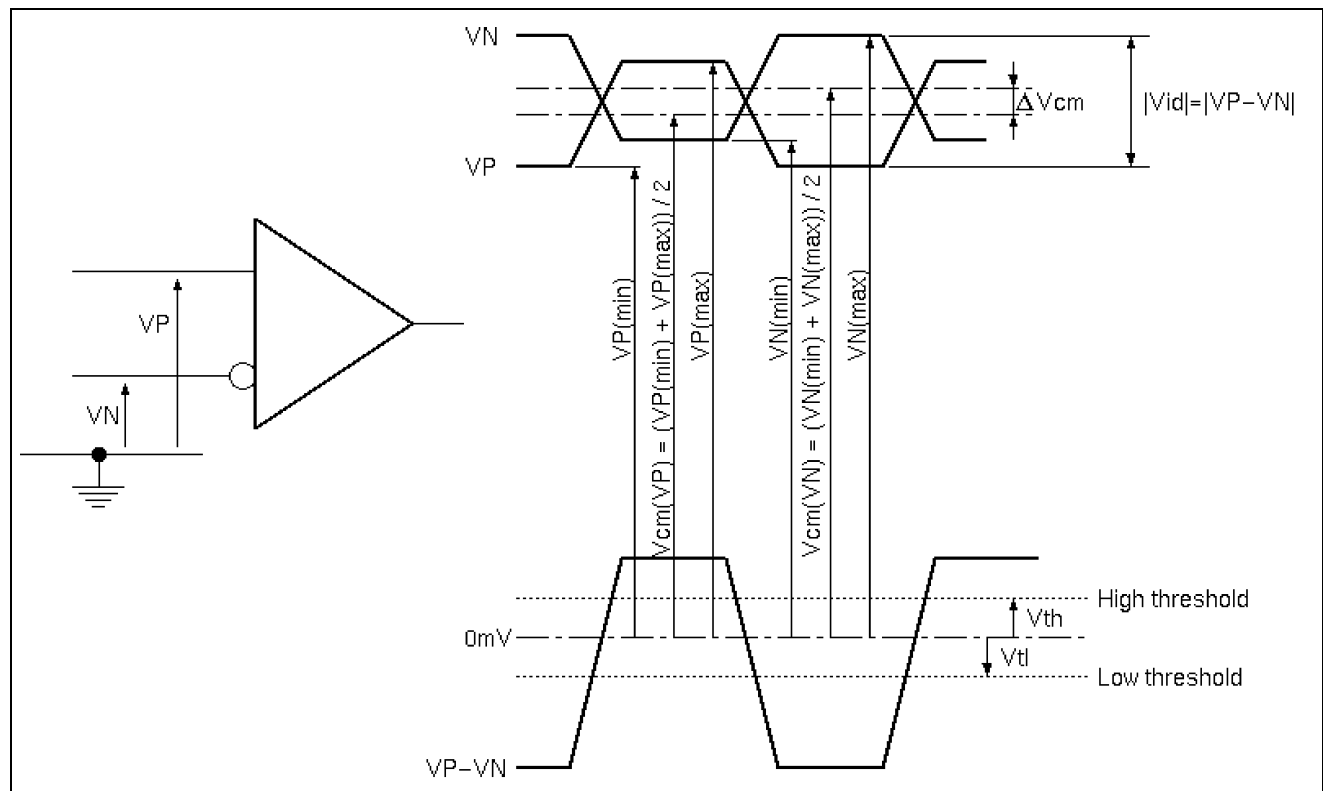 VN
VP
ΔVcm
|Vid|=|VP−VN|
VP
VN
VP(min)
Vcm(VP) = (VP(min) + VP(max)) / 2
VP(max)
VN(min)
Vcm(VN) = (VN(min) + VN(max)) / 2
VN(max)
High threshold
Vth
0mV
Vtl
Low threshold
VP−VN